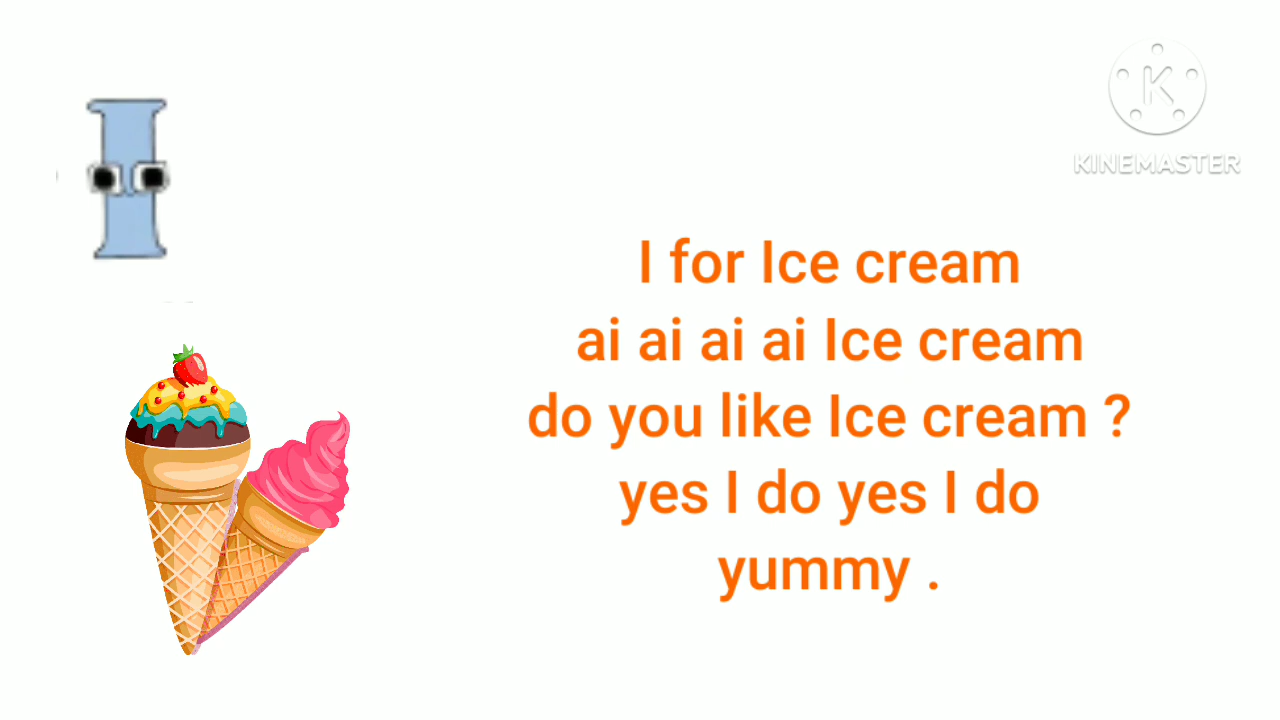 I
K
KINEMASTER
I for Ice cream
ai ai ai ai Ice cream
do you like Ice cream ?
yes I do yes I do
yummy .